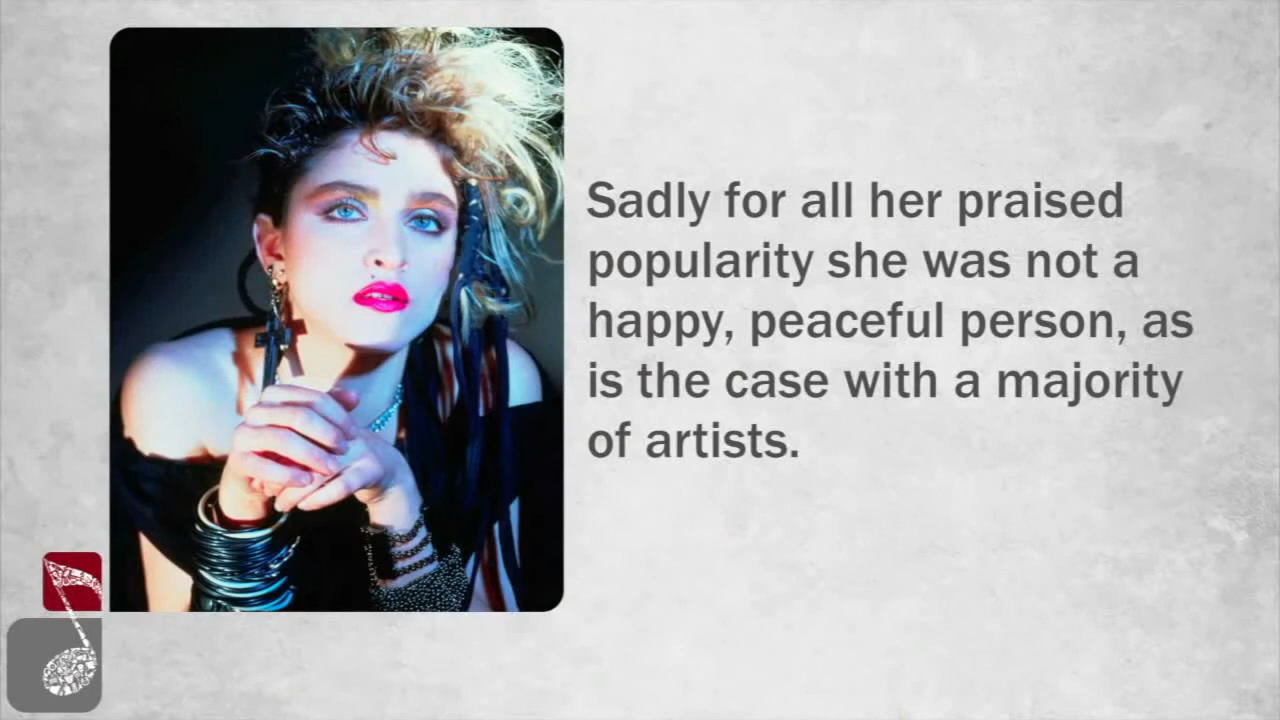 Sadly for all her praised
popularity she was not a
happy, peaceful person, as
is the case with a majority
of artists.